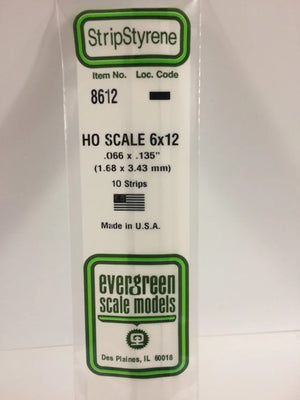 StripStyrene
Item No. Loc. Code
8612
HO SCALE 6x12
.066 x .135"
(1.68 x 3.43 mm)
10 Strips
Made in U.S.A.
evergreen
scale models
Des Plaines, IL 60018